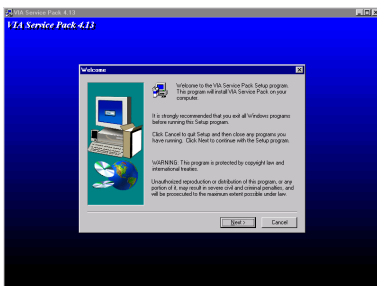 VIA Service Pack 4.13
VIA Service Pack 4.13
Welcome
Welcome to the VIA Service Pack Setup program.
This program will install VIA Service Pack on your
computer.
It is strongly recommended that you exit all Windows programs
before running this Setup program.
Click Cancel to quit Setup and then close any programs you
have running. Click Next to continue with the Setup program.
WARNING: This program is protected by copyright law and
international treaties.
Unauthorized reproduction or distribution of this program, or any
portion of it, may result in severe civil and criminal penalties, and
will be prosecuted to the maximum extent possible under law.
Next >
Cancel